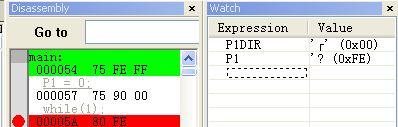 Disassembly
Watch
Go to
Expression Value
main:
000054 75 FE FF
P1 = 0;
000057 75 90 00
while(1);
00005A 80 FE
P1DIR '┌' (0x00)
P1 '? (0xFE)